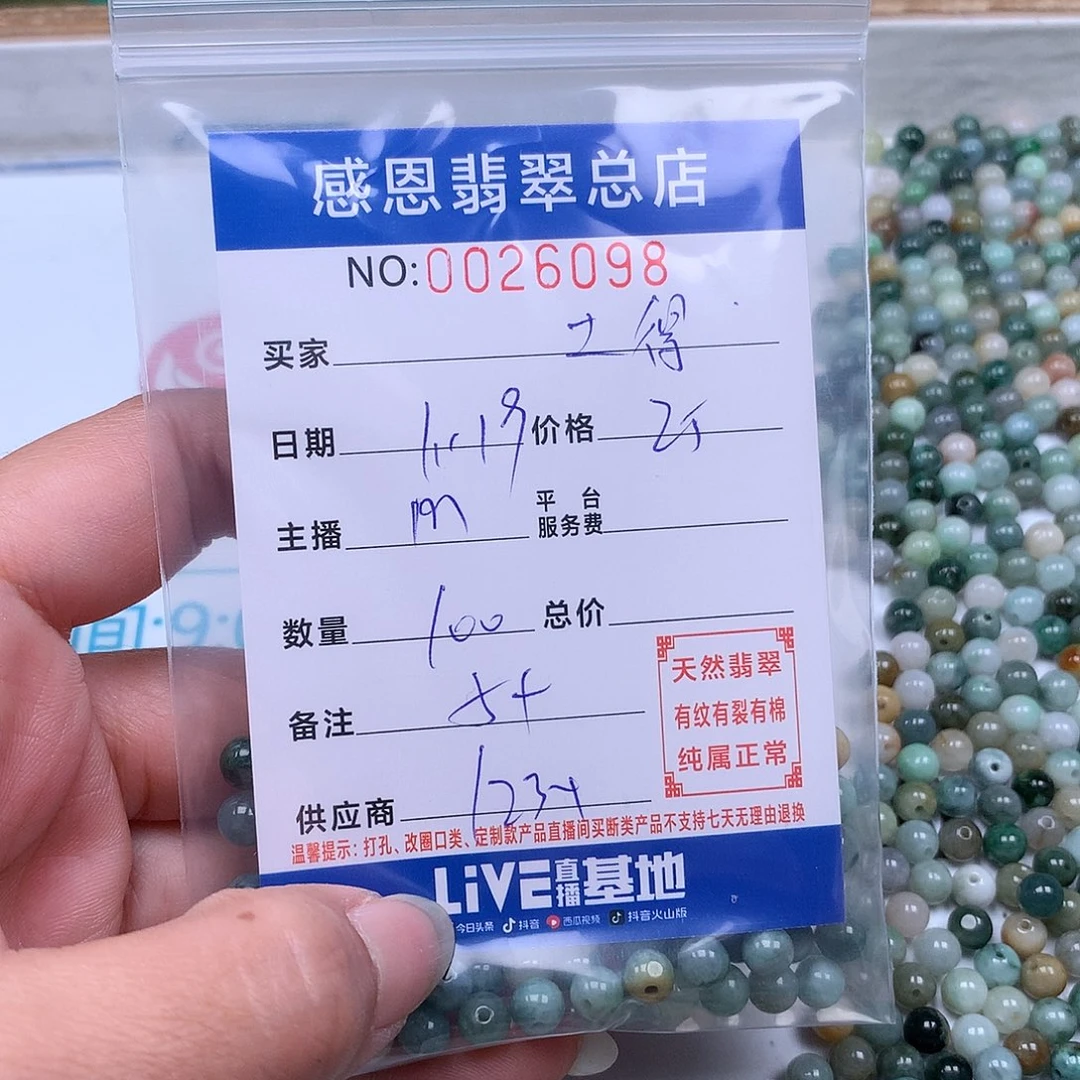 感恩翡翠总店
NO:0026098
买家 士得
日期 11.19 价格
主播 m 平台服务费
数量 100 总价
备注
供应商 1234
天然翡翠
有纹有裂有棉
纯属正常
温馨提示:打孔、改圈口类、定制款产品直播间买断类产品不支持七天无理由退换
LiVE直播基地
今日头条 抖音 西瓜视频 抖音火山版